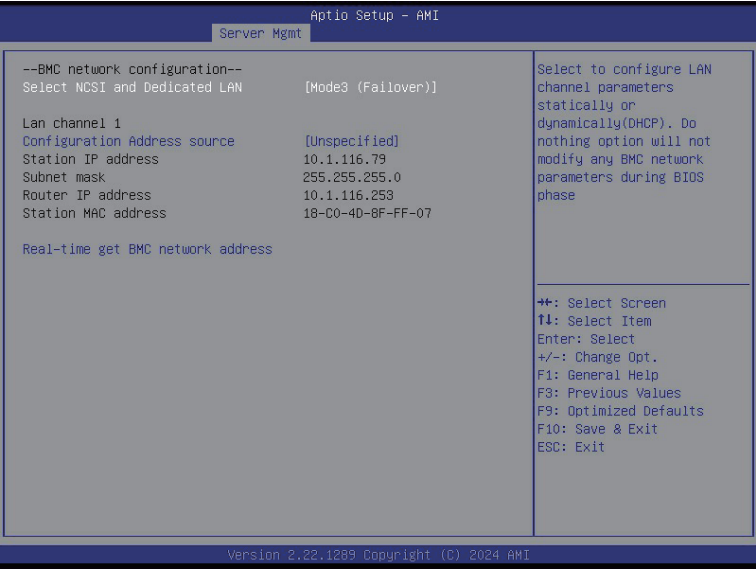 Aptio Setup – AMI
Server Mgmt
--BMC network configuration--
Select NCSI and Dedicated LAN [Mode3 (Failover)]
Lan channel 1
Configuration Address source [Unspecified]
Station IP address 10.1.116.79
Subnet mask 255.255.255.0
Router IP address 10.1.116.253
Station MAC address 18-C0-4D-8F-FF-07
Real-time get BMC network address
Select to configure LAN
channel parameters
statically or
dynamically(DHCP). Do
nothing option will not
modify any BMC network
parameters during BIOS
phase
→←: Select Screen
↑↓: Select Item
Enter: Select
+/-: Change Opt.
F1: General Help
F3: Previous Values
F9: Optimized Defaults
F10: Save & Exit
ESC: Exit
Version 2.22.1289 Copyright (C) 2024 AMI